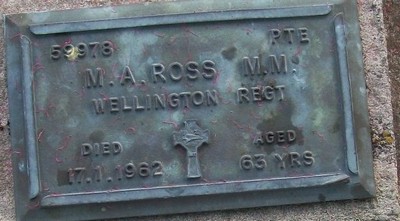 59978 PTE
M. A. ROSS M.M.
WELLINGTON REGT
DIED AGED
17.1.1962 63 YRS